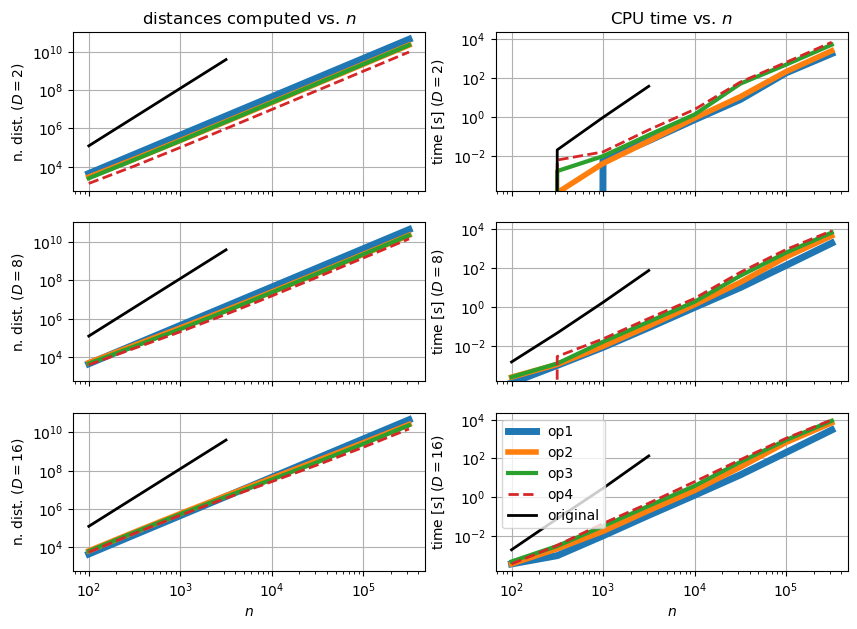 distances computed vs. n
CPU time vs. n
n. dist. (D = 2)
10^10
10^8
10^6
10^4
time [s] (D = 2)
10^4
10^2
10^0
10^−2
n. dist. (D = 8)
10^10
10^8
10^6
10^4
time [s] (D = 8)
10^4
10^2
10^0
10^−2
n. dist. (D = 16)
10^10
10^8
10^6
10^4
10^2
10^3
10^4
10^5
n
time [s] (D = 16)
10^4
10^2
10^0
10^−2
op1
op2
op3
op4
original
10^2
10^3
10^4
10^5
n